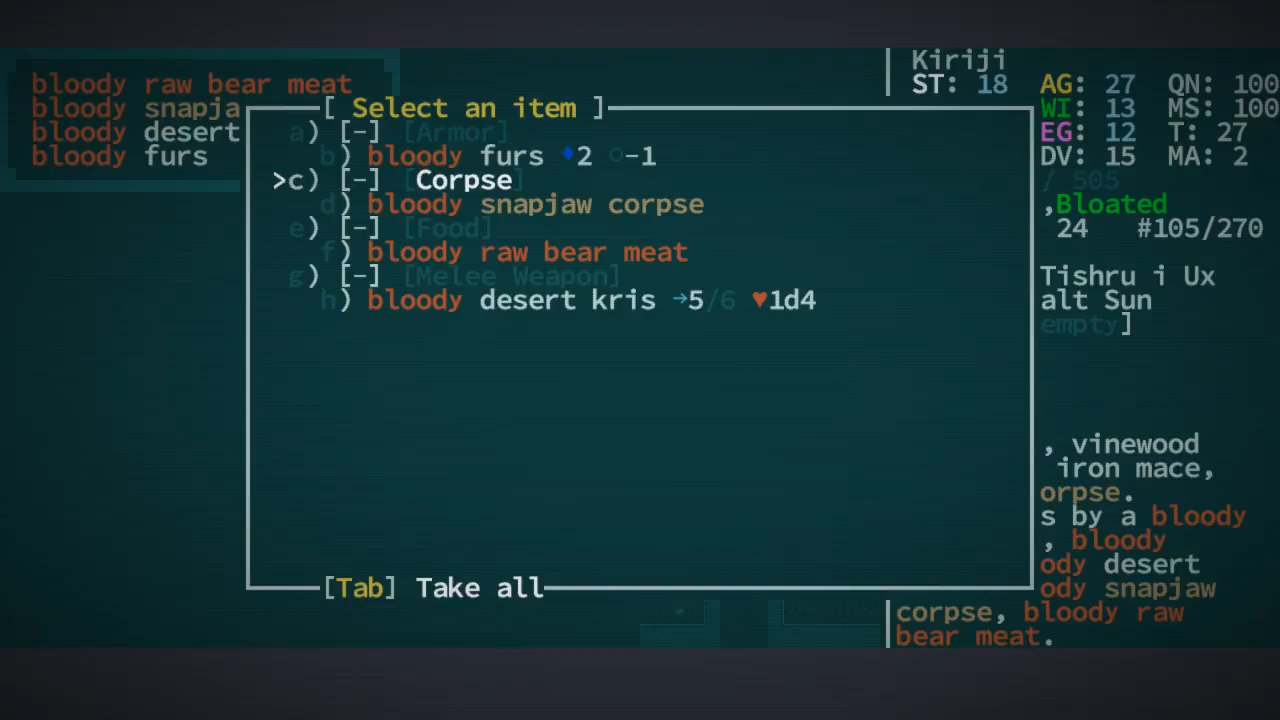 bloody raw bear meat
bloody snapja
bloody desert
bloody furs
[ Select an item ]
a) [-] [Armor]
b) bloody furs ♦2 ○-1
>c) [-] [Corpse]
d) bloody snapjaw corpse
e) [-] [Food]
f) bloody raw bear meat
g) [-] [Melee Weapon]
h) bloody desert kris →5/6 ♥1d4
[Tab] Take all
Kiriji
ST: 18 AG: 27 QN: 100
WI: 13 MS: 100
EG: 12 T: 27
DV: 15 MA: 2
/ 505
,Bloated
24 #105/270
Tishru i Ux
alt Sun
empty]
, vinewood
iron mace,
orpse.
s by a bloody
, bloody
ody desert
ody snapjaw
corpse, bloody raw
bear meat.